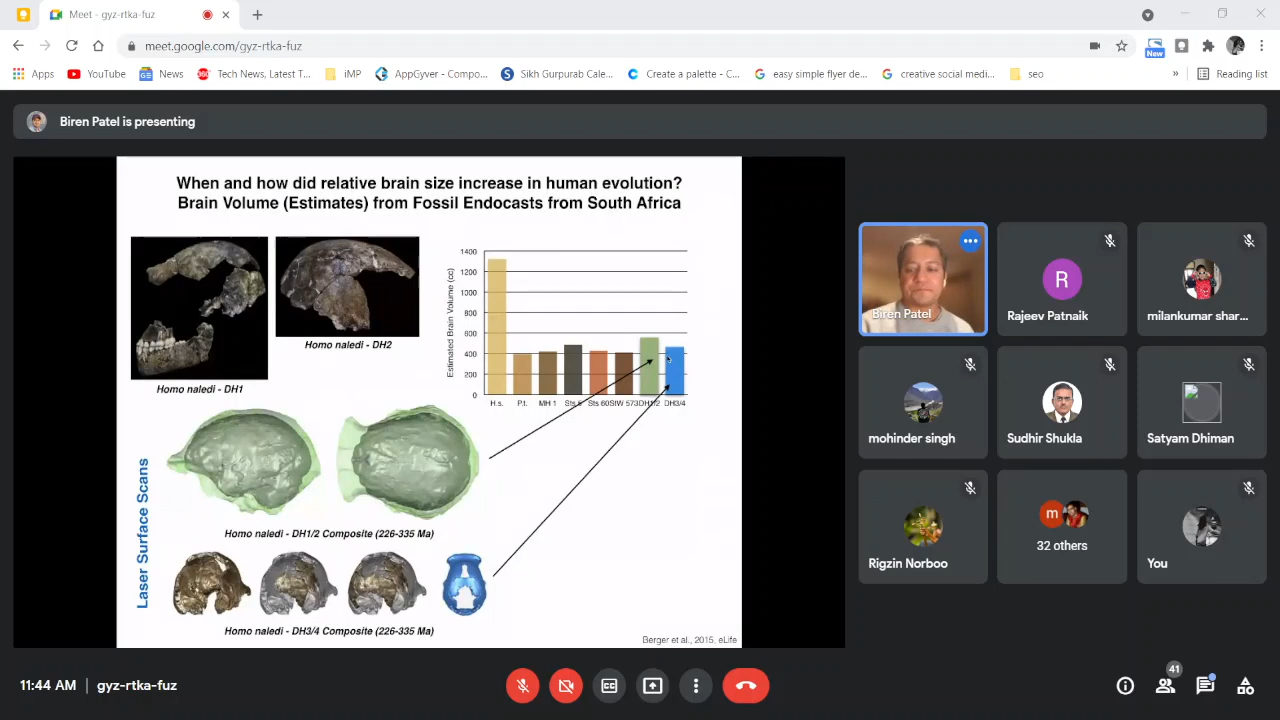 Meet - gyz-rtka-fuz
meet.google.com/gyz-rtka-fuz
New
Apps
YouTube
News
Tech News, Latest T...
iMP
AppGyver - Compo...
Sikh Gurpurab Cale...
Create a palette - C...
easy simple flyer de...
creative social medi...
seo
»
Reading list
Biren Patel is presenting
When and how did relative brain size increase in human evolution?
Brain Volume (Estimates) from Fossil Endocasts from South Africa
Homo naledi - DH1
Homo naledi - DH2
Estimated Brain Volume (cc)
1400
1200
1000
800
600
400
200
0
H.s.
P.t.
MH 1
Sts 60
StW 573
DH1/2
DH3/4
Laser Surface Scans
Homo naledi - DH1/2 Composite (226-335 Ma)
Homo naledi - DH3/4 Composite (226-335 Ma)
Berger et al., 2015. eLife
Biren Patel
R
Rajeev Patnaik
milankumar shar...
mohinder singh
Sudhir Shukla
Satyam Dhiman
Rigzin Norboo
m
32 others
You
11:44 AM | gyz-rtka-fuz
CC
41